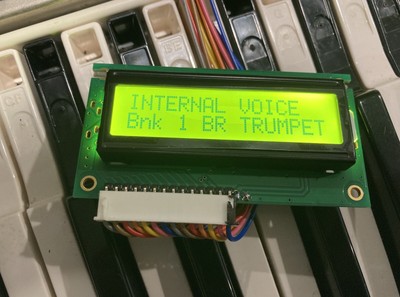 INTERNAL VOICE
Bnk 1 BR TRUMPET